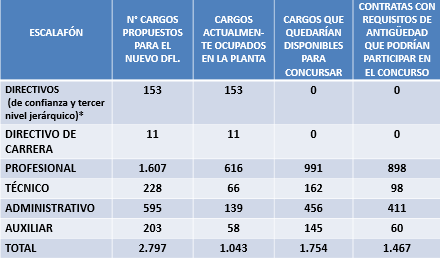 ESCALAFÓN | N° CARGOS PROPUESTOS PARA EL NUEVO DFL. | CARGOS ACTUALMEN-TE OCUPADOS EN LA PLANTA | CARGOS QUE QUEDARÍAN DISPONIBLES PARA CONCURSAR | CONTRATAS CON REQUISITOS DE ANTIGÜEDAD QUE PODRÍAN PARTICIPAR EN EL CONCURSO
DIRECTIVOS (de confianza y tercer nivel jerárquico)* | 153 | 153 | 0 | 0
DIRECTIVO DE CARRERA | 11 | 11 | 0 | 0
PROFESIONAL | 1.607 | 616 | 991 | 898
TÉCNICO | 228 | 66 | 162 | 98
ADMINISTRATIVO | 595 | 139 | 456 | 411
AUXILIAR | 203 | 58 | 145 | 60
TOTAL | 2.797 | 1.043 | 1.754 | 1.467